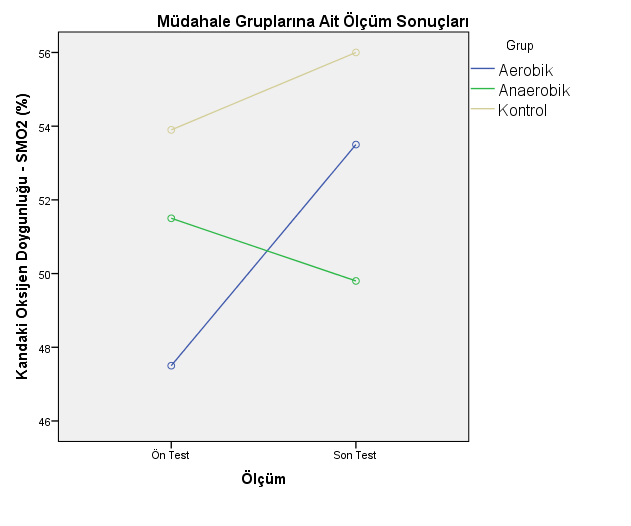 Müdahale Gruplarına Ait Ölçüm Sonuçları
Grup
Aerobik
Anaerobik
Kontrol
Kandaki Oksijen Doygunluğu - SMO2 (%)
56
54
52
50
48
46
Ön Test
Son Test
Ölçüm